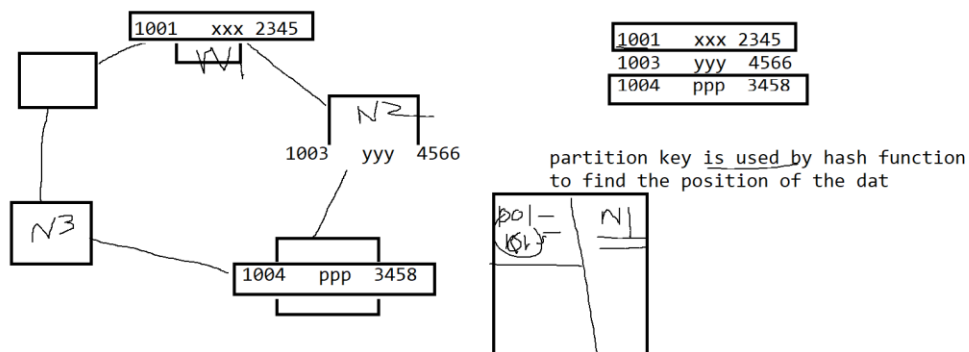 1001 xxx 2345
N1
N2
1003 yyy 4566
N3
1004 ppp 3458
1001 xxx 2345
1003 yyy 4566
1004 ppp 3458
partition key is used by hash function
to find the position of the dat
N1